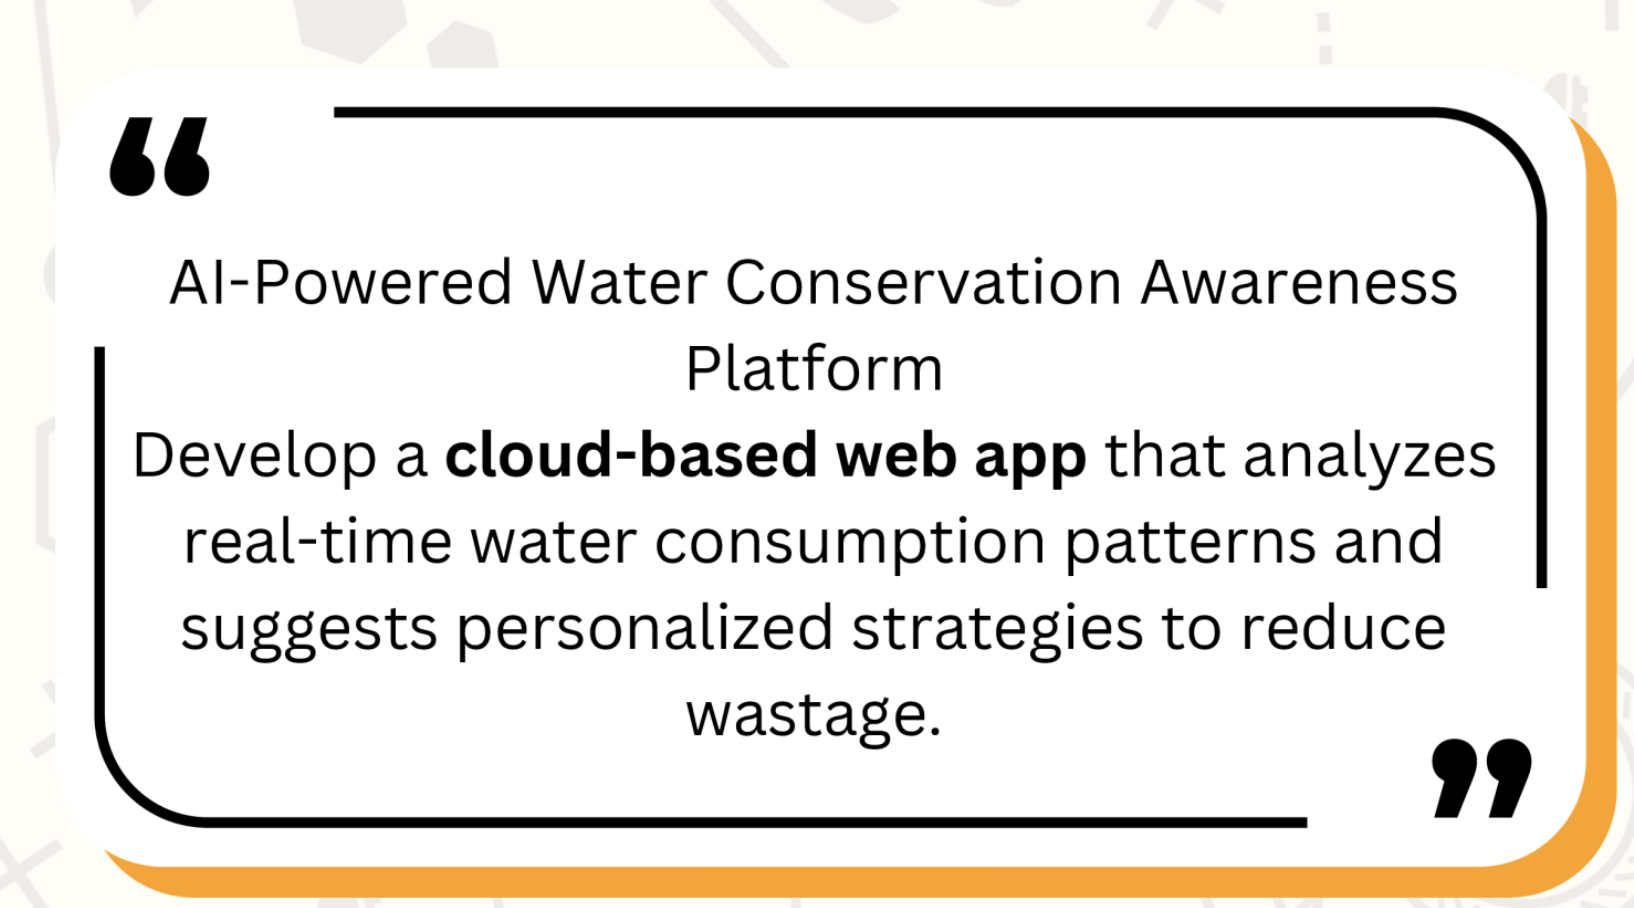 “
AI-Powered Water Conservation Awareness
Platform
Develop a cloud-based web app that analyzes
real-time water consumption patterns and
suggests personalized strategies to reduce
wastage.
”